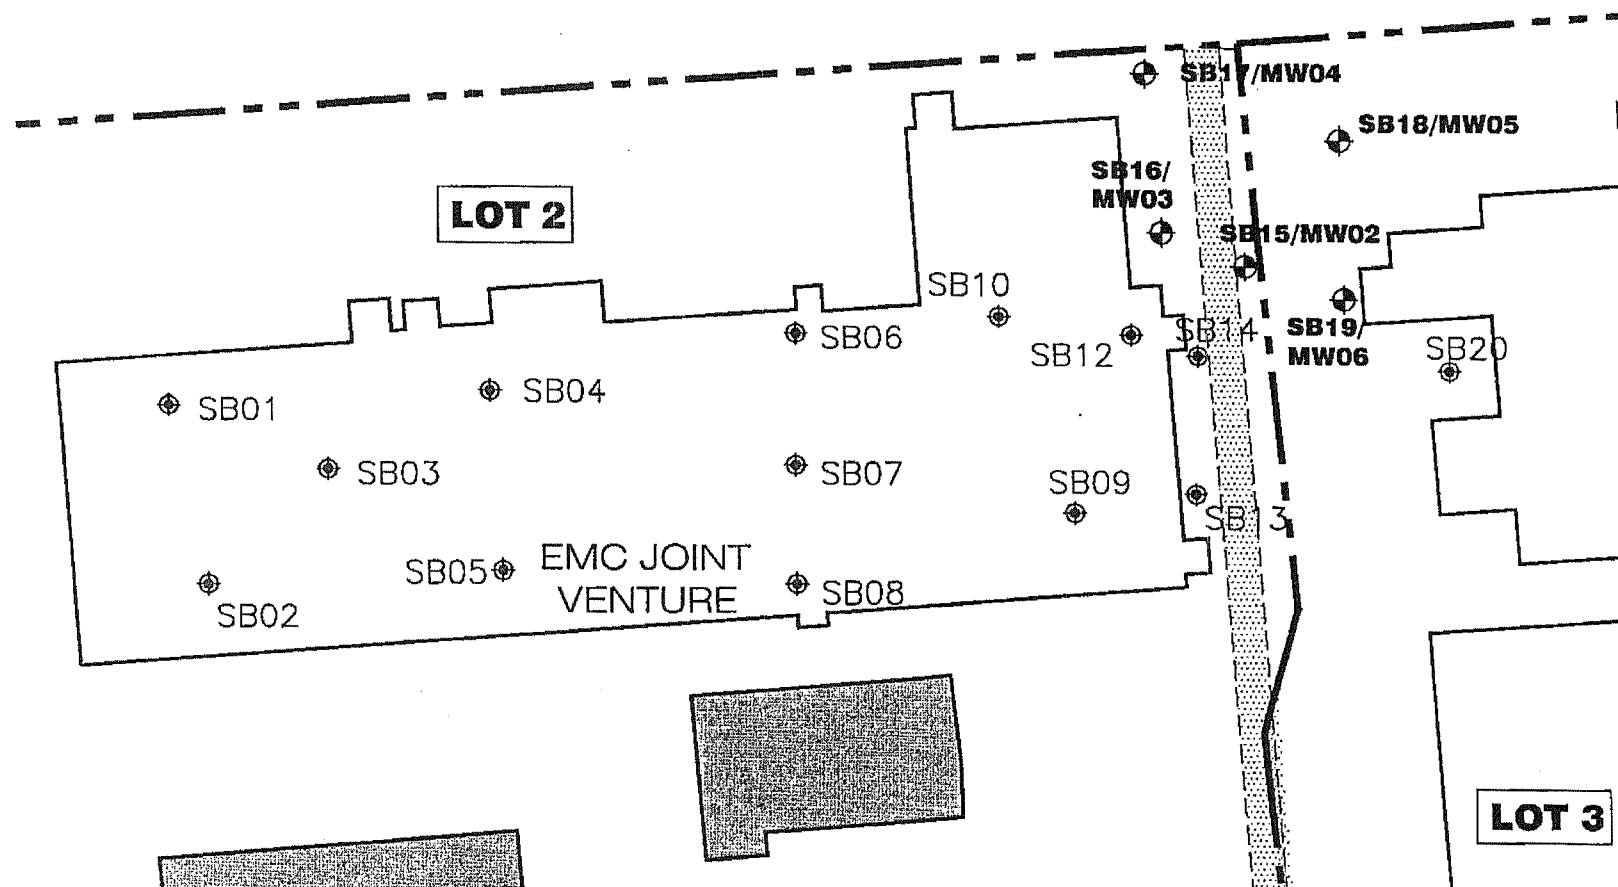 SB17/MW04
SB18/MW05
SB16/
MW03
LOT 2
SB15/MW02
SB10
SB06
SB14
SB12
SB19/
MW06
SB20
SB04
SB01
SB03
SB07
SB09
SB13
EMC JOINT
VENTURE
SB05
SB08
SB02
LOT 3